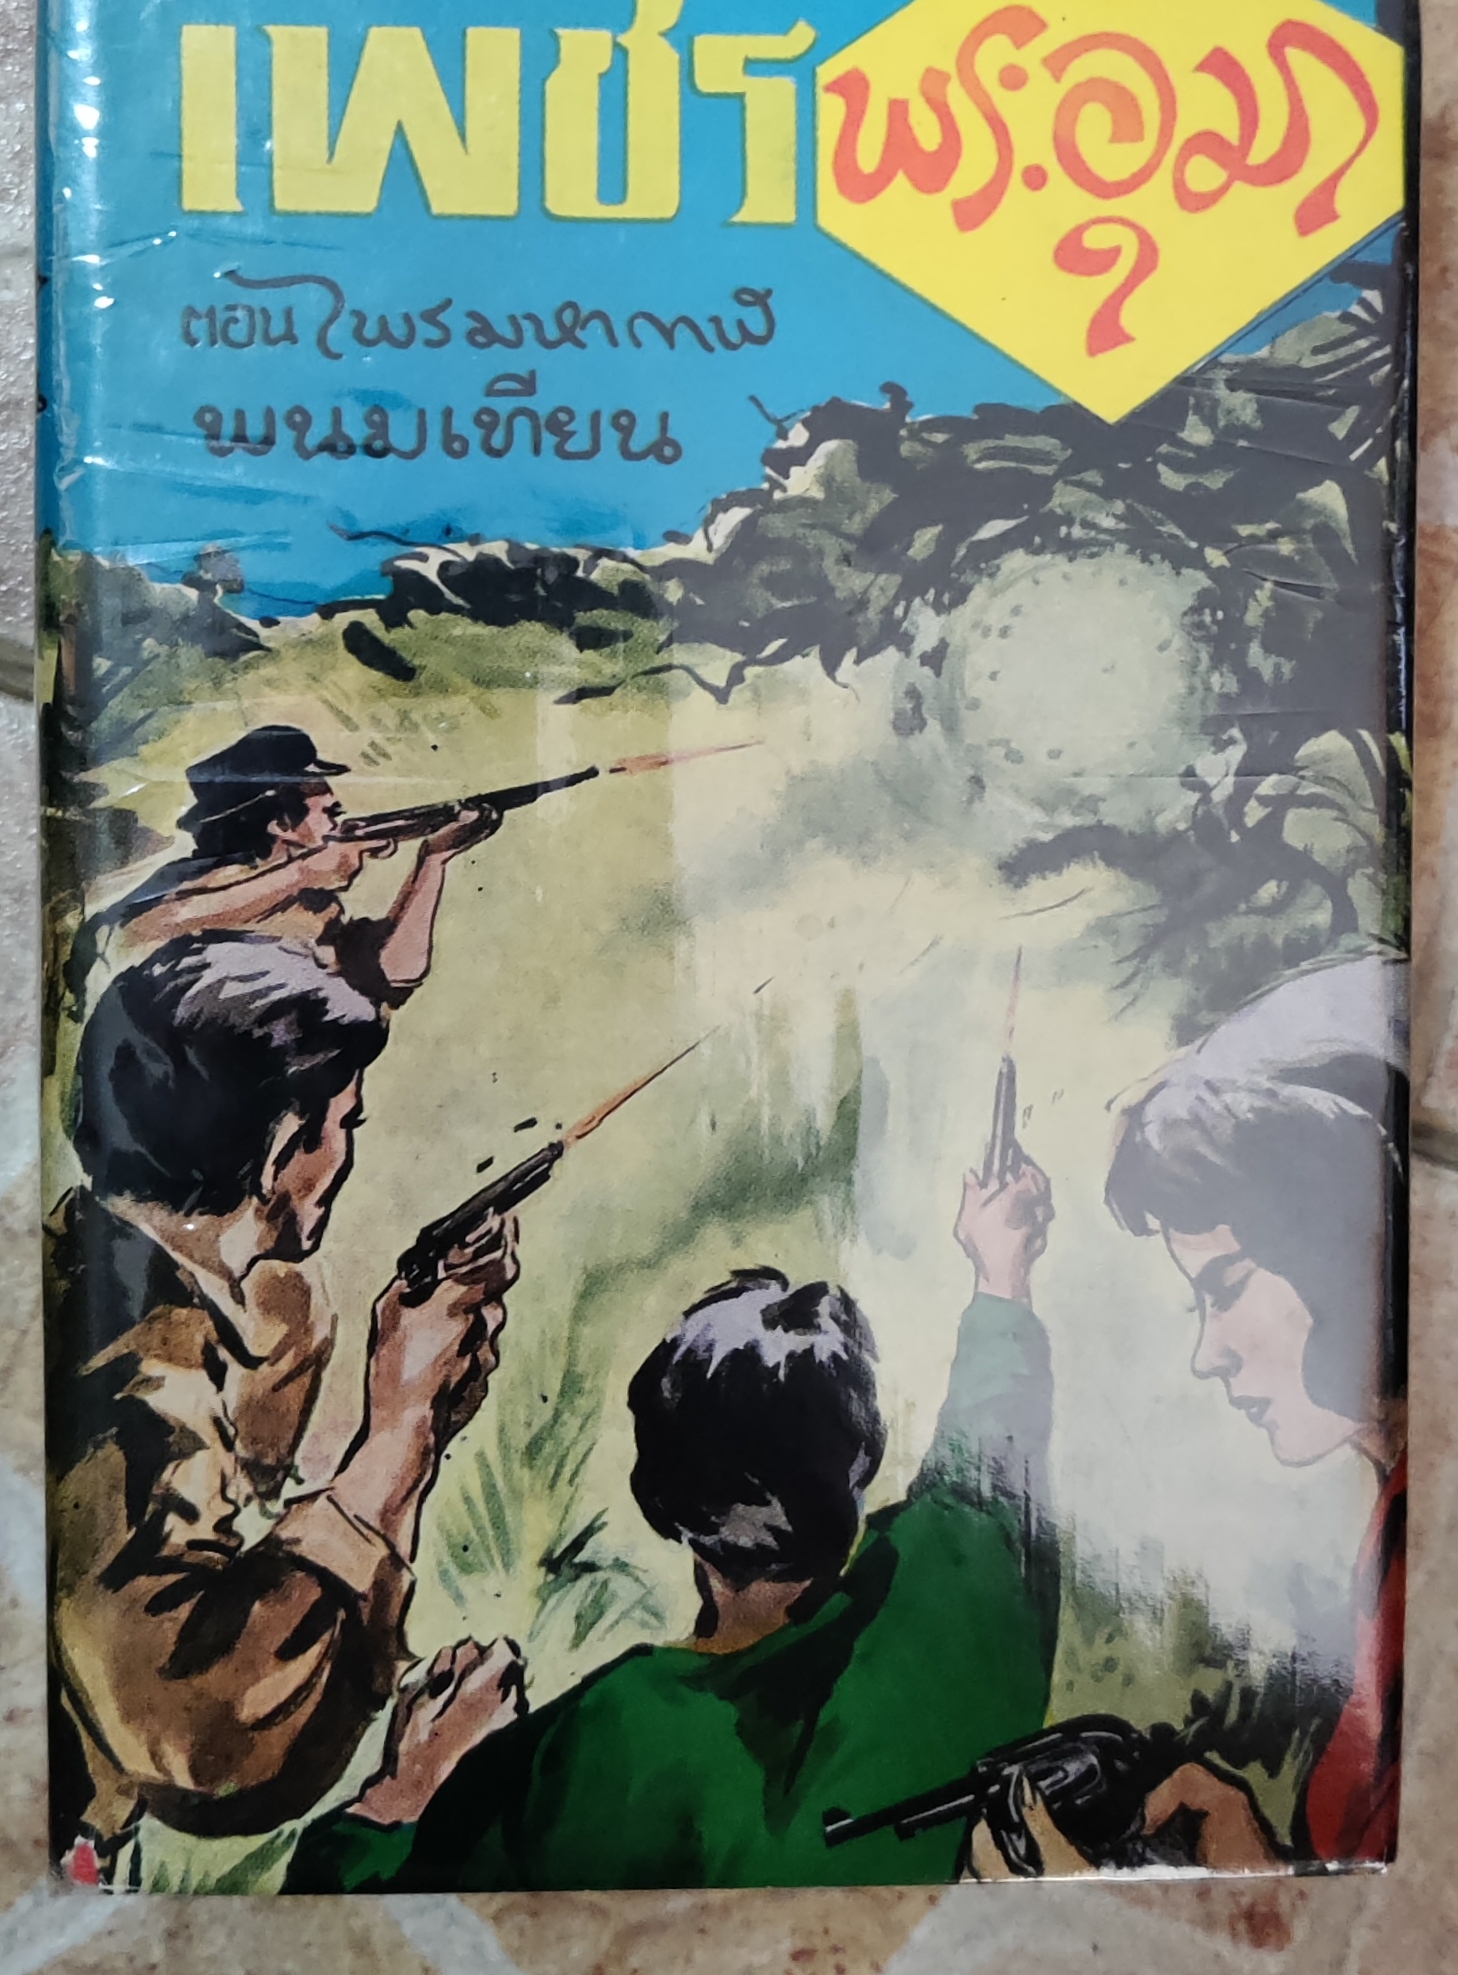 เพชรพระอุมา
ตอน ไพรมหากาฬ
พนมเทียน